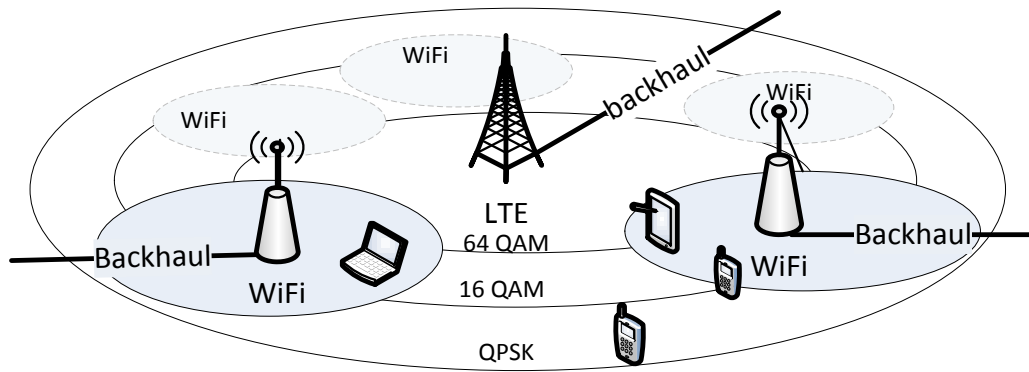 WiFi
backhaul
WiFi
WiFi
LTE
64 QAM
Backhaul
Backhaul
WiFi
WiFi
16 QAM
QPSK